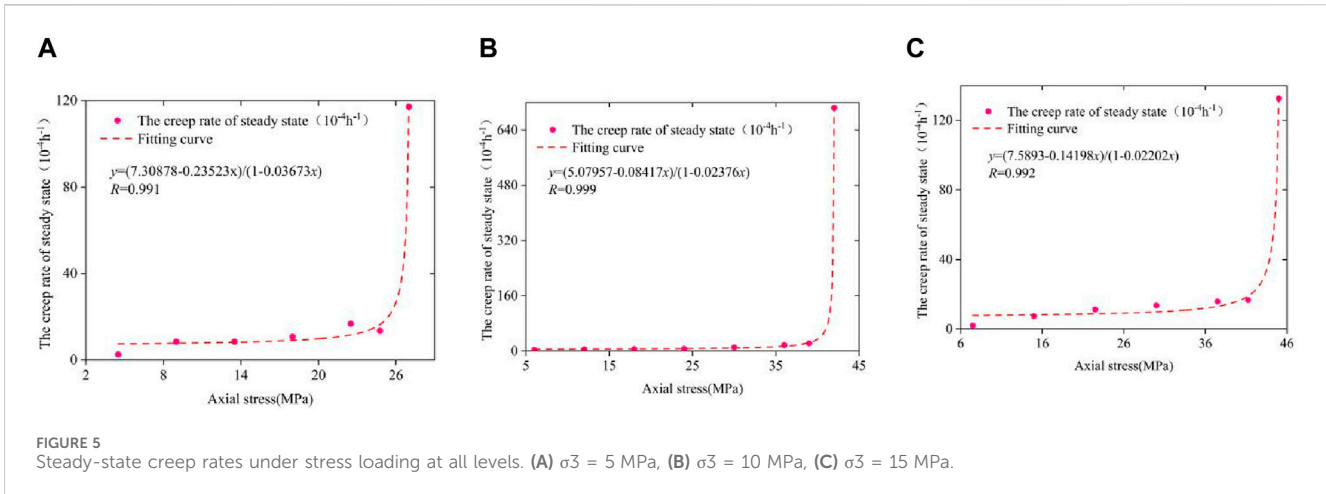 A
The creep rate of steady state（10⁻⁴h⁻¹）
120
80
40
0
The creep rate of steady state（10⁻⁴h⁻¹）
Fitting curve
y=(7.30878-0.23523x)/(1-0.03673x)
R=0.991
2 8 14 20 26
Axial stress(MPa)
B
The creep rate of steady state（10⁻⁴h⁻¹）
640
480
320
160
0
The creep rate of steady state（10⁻⁴h⁻¹）
Fitting curve
y=(5.07957-0.08417x)/(1-0.02376x)
R=0.999
5 15 25 35 45
Axial stress(MPa)
C
The creep rate of steady state（10⁻⁴h⁻¹）
120
80
40
0
The creep rate of steady state（10⁻⁴h⁻¹）
Fitting curve
y=(7.5893-0.14198x)/(1-0.02202x)
R=0.992
6 16 26 36 46
Axial stress(MPa)
FIGURE 5
Steady-state creep rates under stress loading at all levels. (A) σ3 = 5 MPa, (B) σ3 = 10 MPa, (C) σ3 = 15 MPa.